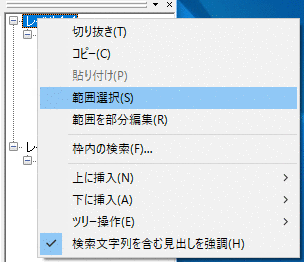 切り抜き(T)
コピー(C)
貼り付け(P)
範囲選択(S)
範囲を部分編集(R)
枠内の検索(F)...
上に挿入(N)
下に挿入(A)
ツリー操作(E)
検索文字列を含む見出しを強調(H)